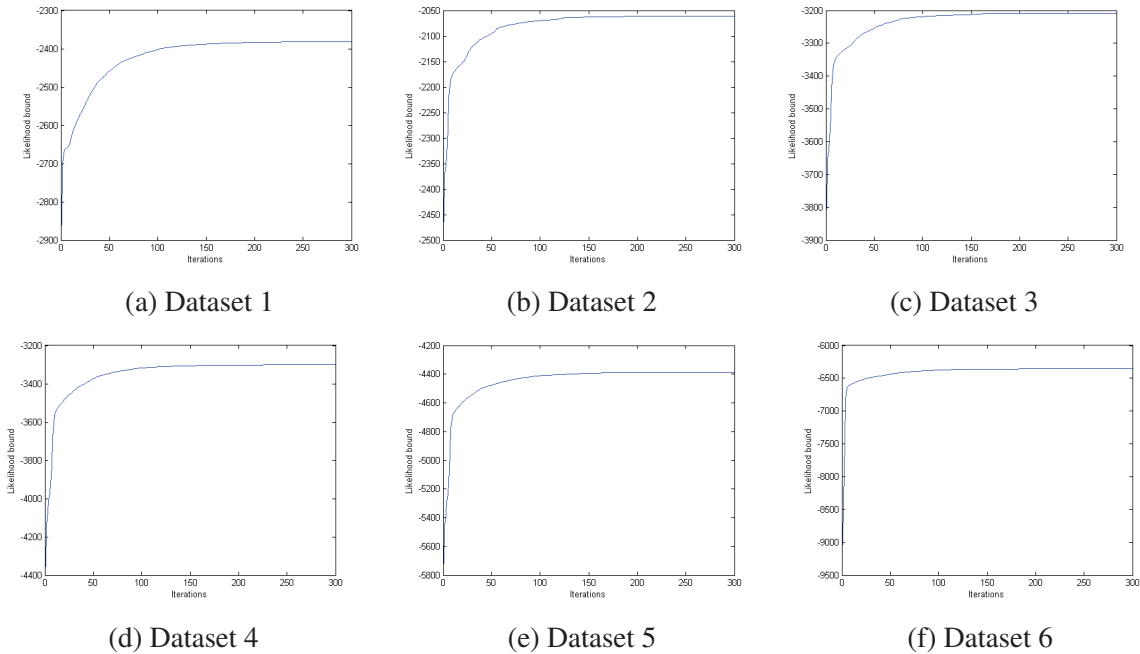 -2300
-2400
-2500
-2600
-2700
-2800
-2900
Likelihood bound
0 50 100 150 200 250 300
Iterations
(a) Dataset 1
-2050
-2100
-2150
-2200
-2250
-2300
-2350
-2400
-2450
-2500
Likelihood bound
0 50 100 150 200 250 300
Iterations
(b) Dataset 2
-3200
-3300
-3400
-3500
-3600
-3700
-3800
-3900
Likelihood bound
0 50 100 150 200 250 300
Iterations
(c) Dataset 3
-3200
-3400
-3600
-3800
-4000
-4200
-4400
Likelihood bound
0 50 100 150 200 250 300
Iterations
(d) Dataset 4
-4200
-4400
-4600
-4800
-5000
-5200
-5400
-5600
-5800
Likelihood bound
0 50 100 150 200 250 300
Iterations
(e) Dataset 5
-6000
-6500
-7000
-7500
-8000
-8500
-9000
-9500
Likelihood bound
0 50 100 150 200 250 300
Iterations
(f) Dataset 6